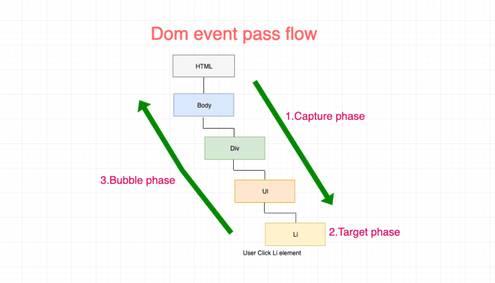 Dom event pass flow
HTML
1.Capture phase
Body
Div
3.Bubble phase
Ul
Li
2.Target phase
User Click Li element